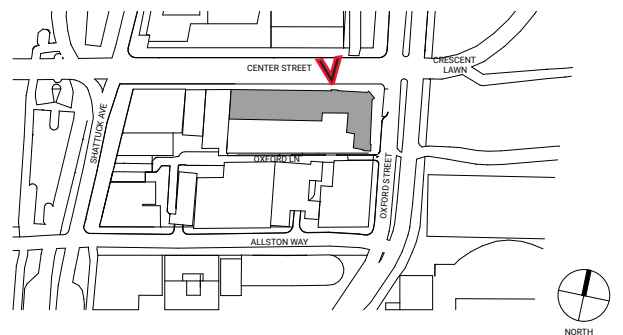 CENTER STREET
CRESCENT
LAWN
SHATTUCK AVE
OXFORD LN
OXFORD STREET
ALLSTON WAY
NORTH